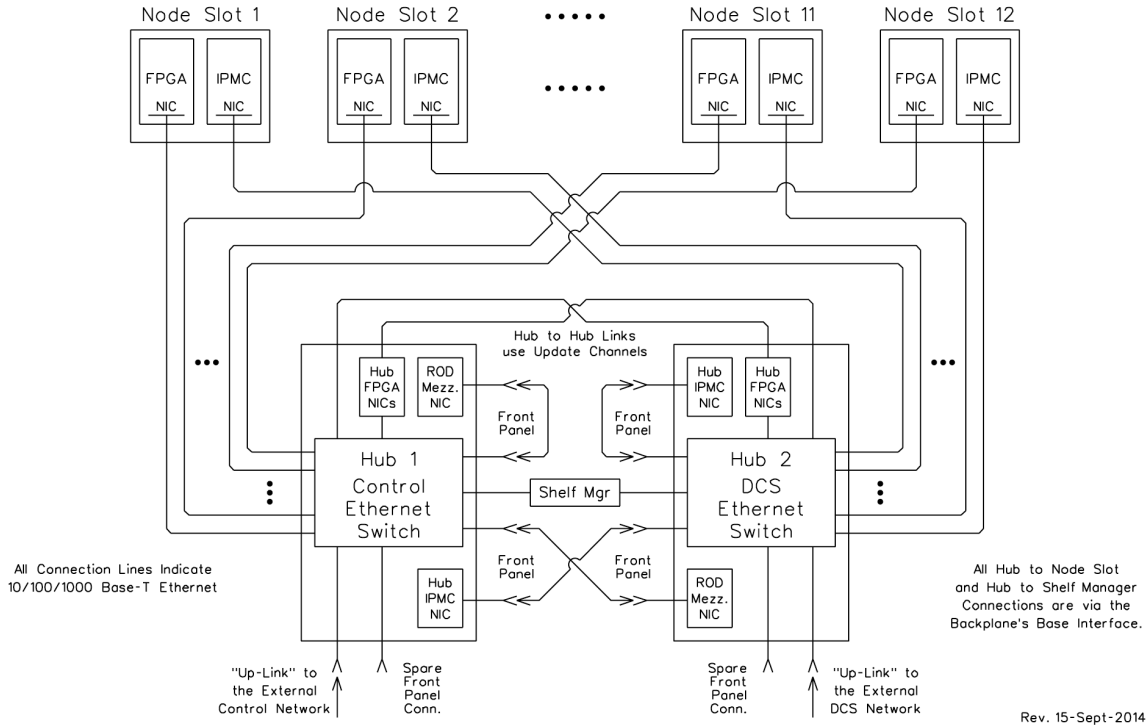 Node Slot 1
Node Slot 2
Node Slot 11
Node Slot 12
FPGA
NIC
IPMC
NIC
FPGA
NIC
IPMC
NIC
FPGA
NIC
IPMC
NIC
FPGA
NIC
IPMC
NIC
Hub to Hub Links
use Update Channels
Hub
FPGA
NICs
ROD
Mezz.
NIC
Front
Panel
Hub
IPMC
NIC
Hub
FPGA
NICs
Front
Panel
Hub 1
Control
Ethernet
Switch
Shelf Mgr
Hub 2
DCS
Ethernet
Switch
All Connection Lines Indicate
10/100/1000 Base-T Ethernet
Hub
IPMC
NIC
Front
Panel
Front
Panel
ROD
Mezz.
NIC
All Hub to Node Slot
and Hub to Shelf Manager
Connections are via the
Backplane's Base Interface.
"Up-Link" to
the External
Control Network
Spare
Front
Panel
Conn.
Spare
Front
Panel
Conn.
"Up-Link" to
the External
DCS Network
Rev. 15-Sept-2014